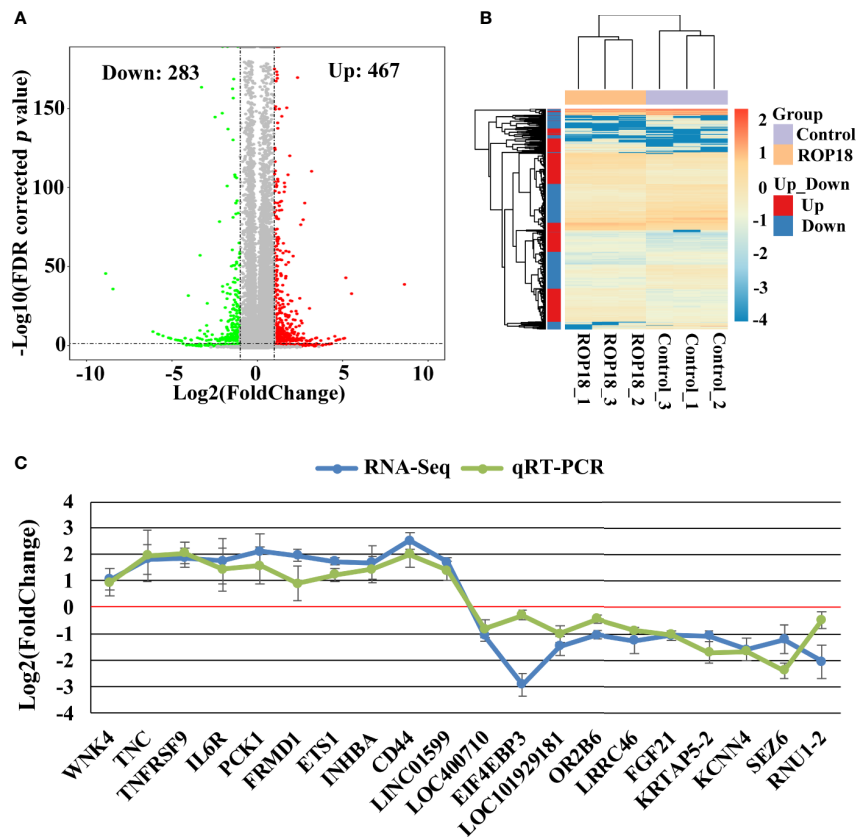 A
Down: 283
Up: 467
-Log10(FDR corrected p value)
150
100
50
0
-10
-5
0
5
10
Log2(FoldChange)
B
2
1
0
-1
-2
-3
-4
Group
Control
ROP18
Up_Down
Up
Down
ROP18_1
ROP18_3
ROP18_2
Control_3
Control_1
Control_2
C
RNA-Seq
qRT-PCR
Log2(FoldChange)
4
3
2
1
0
-1
-2
-3
-4
WNK4
TNC
TNFRSF9
IL6R
PCK1
FRMD1
ETS1
INHBA
CD44
LINC01599
LOC400710
EIF4EBP3
LOC101929181
OR2B6
LRRC46
FGF21
KRTAP5-2
KCNN4
SEZ6
RNU1-2